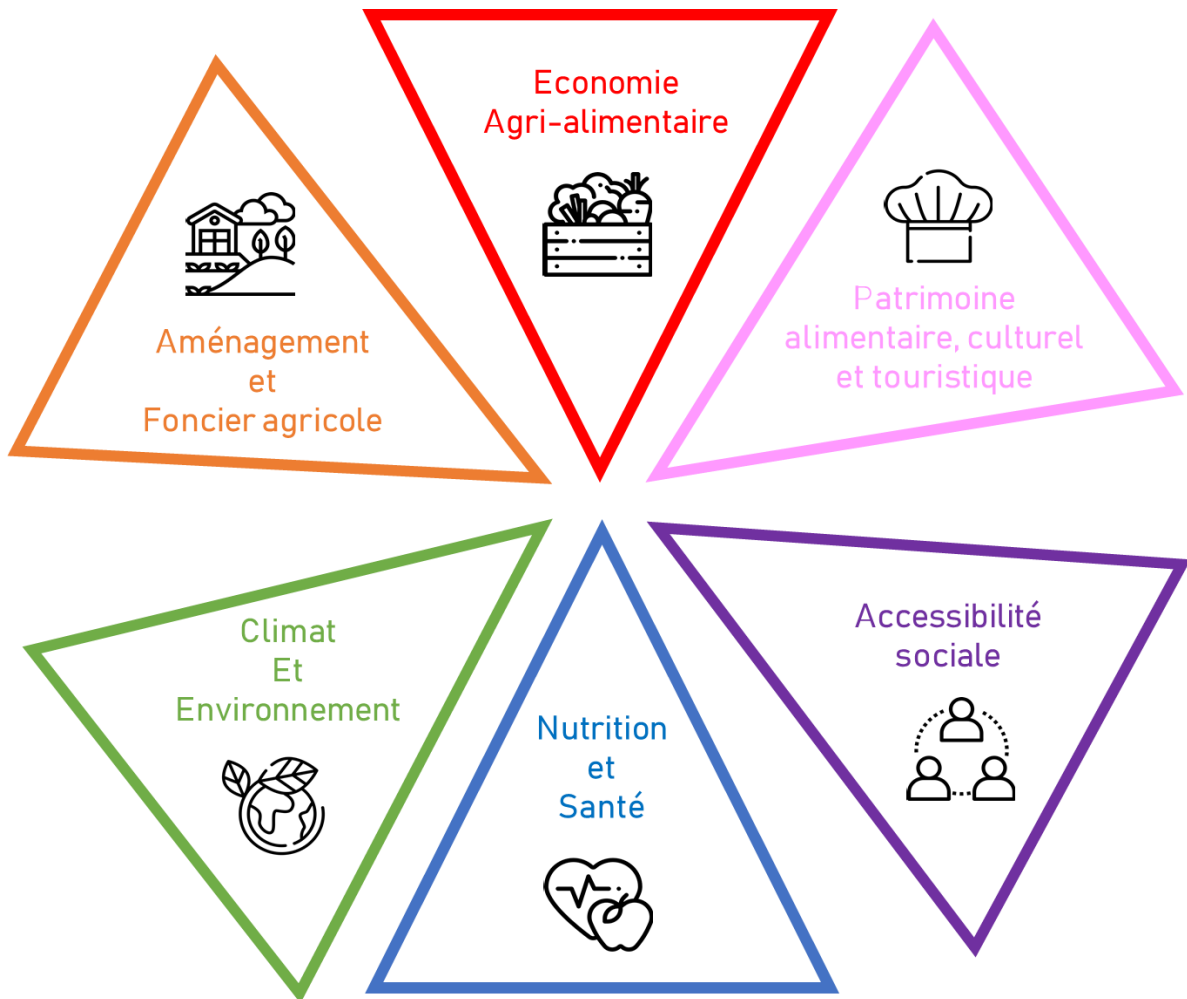 Economie
Agri-alimentaire
Aménagement
et
Foncier agricole
Patrimoine
alimentaire, culturel
et touristique
Climat
Et
Environnement
Nutrition
et
Santé
Accessibilité
sociale